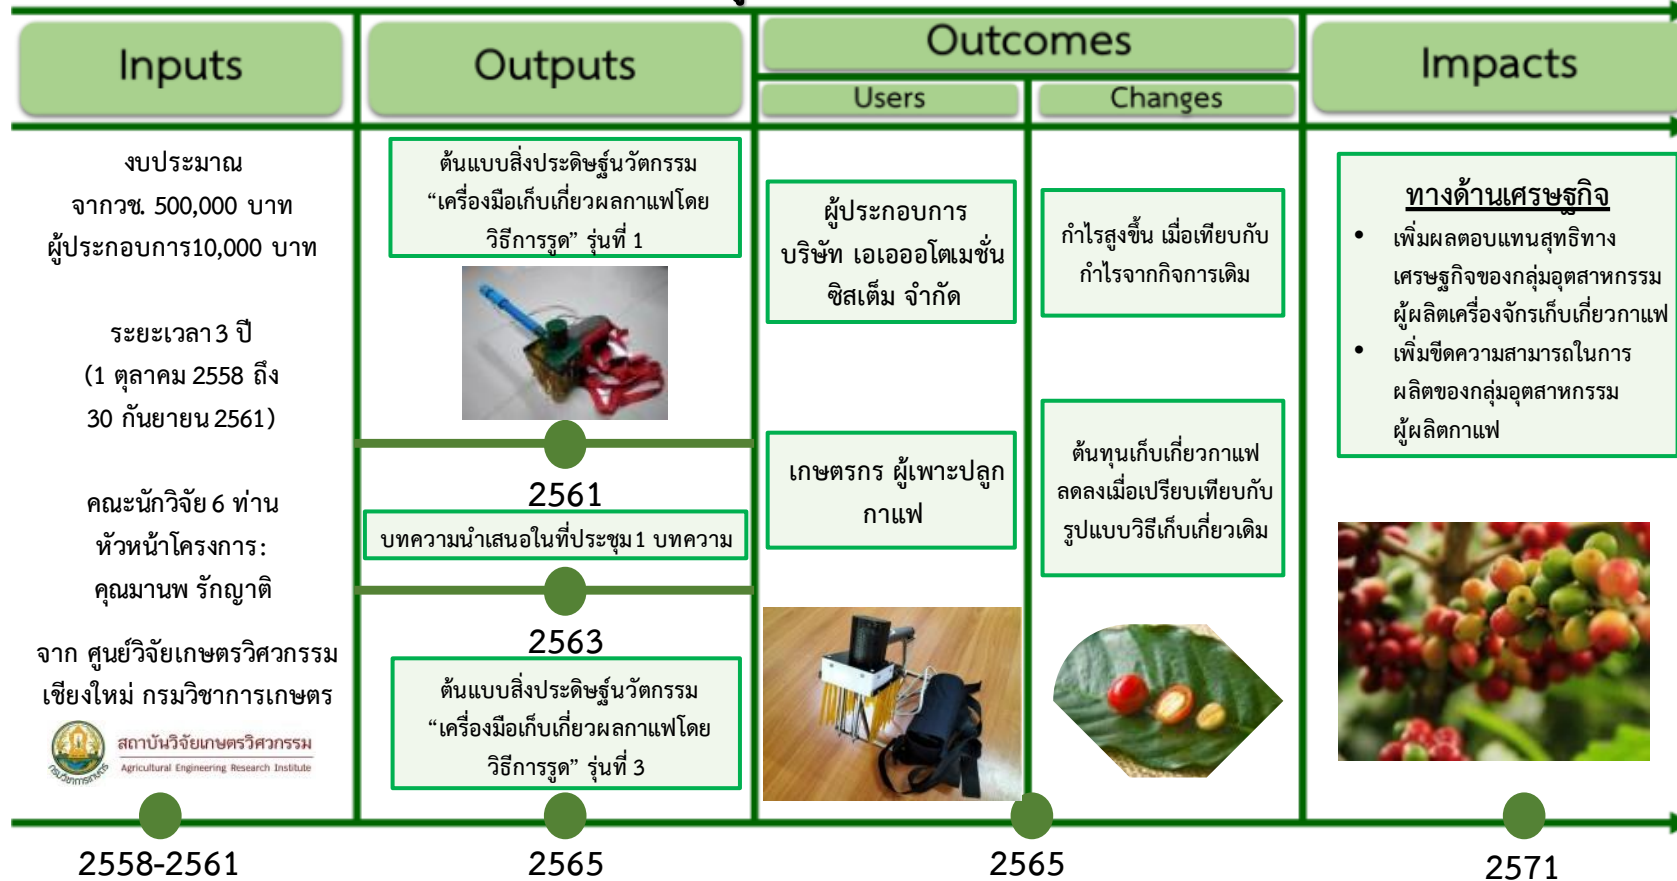 Inputs
Outputs
Outcomes
Users
Changes
Impacts
งบประมาณ
จากวช. 500,000 บาท
ผู้ประกอบการ10,000 บาท
ระยะเวลา 3 ปี
(1 ตุลาคม 2558 ถึง
30 กันยายน 2561)
คณะนักวิจัย 6 ท่าน
หัวหน้าโครงการ:
คุณมานพ รักญาติ
จาก ศูนย์วิจัยเกษตรวิศวกรรม
เชียงใหม่ กรมวิชาการเกษตร
กรมวิชาการเกษตร
สถาบันวิจัยเกษตรวิศวกรรม
Agricultural Engineering Research Institute
2558-2561
ต้นแบบสิ่งประดิษฐ์นวัตกรรม
“เครื่องมือเก็บเกี่ยวผลกาแฟโดย
วิธีการรูด” รุ่นที่ 1
2561
บทความนำเสนอในที่ประชุม 1 บทความ
2563
ต้นแบบสิ่งประดิษฐ์นวัตกรรม
“เครื่องมือเก็บเกี่ยวผลกาแฟโดย
วิธีการรูด” รุ่นที่ 3
2565
ผู้ประกอบการ
บริษัท เอเอออโตเมชั่น
ซิสเต็ม จำกัด
เกษตรกร ผู้เพาะปลูก
กาแฟ
กำไรสูงขึ้น เมื่อเทียบกับ
กำไรจากกิจการเดิม
ต้นทุนเก็บเกี่ยวกาแฟ
ลดลงเมื่อเปรียบเทียบกับ
รูปแบบวิธีเก็บเกี่ยวเดิม
2565
ทางด้านเศรษฐกิจ
• เพิ่มผลตอบแทนสุทธิทาง
เศรษฐกิจของกลุ่มอุตสาหกรรม
ผู้ผลิตเครื่องจักรเก็บเกี่ยวกาแฟ
• เพิ่มขีดความสามารถในการ
ผลิตของกลุ่มอุตสาหกรรม
ผู้ผลิตกาแฟ
2571